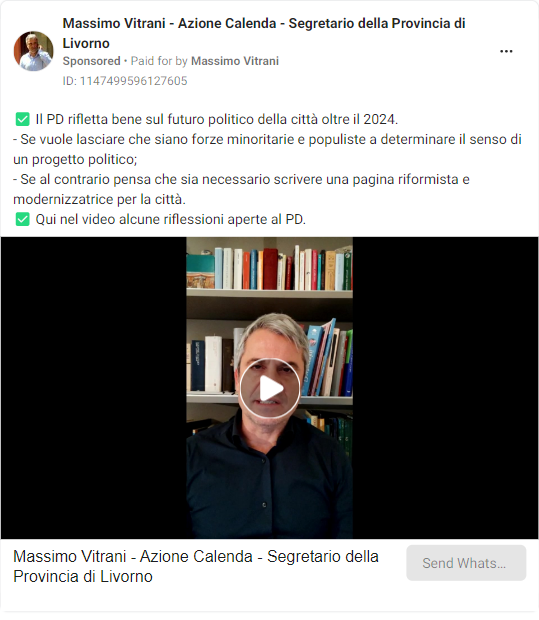 Massimo Vitrani - Azione Calenda - Segretario della Provincia di
Livorno
Sponsored • Paid for by Massimo Vitrani
ID: 1147499596127605
✅ Il PD rifletta bene sul futuro politico della città oltre il 2024.
- Se vuole lasciare che siano forze minoritarie e populiste a determinare il senso di
un progetto politico;
- Se al contrario pensa che sia necessario scrivere una pagina riformista e
modernizzatrice per la città.
✅ Qui nel video alcune riflessioni aperte al PD.
Massimo Vitrani - Azione Calenda - Segretario della
Provincia di Livorno
Send Whats...